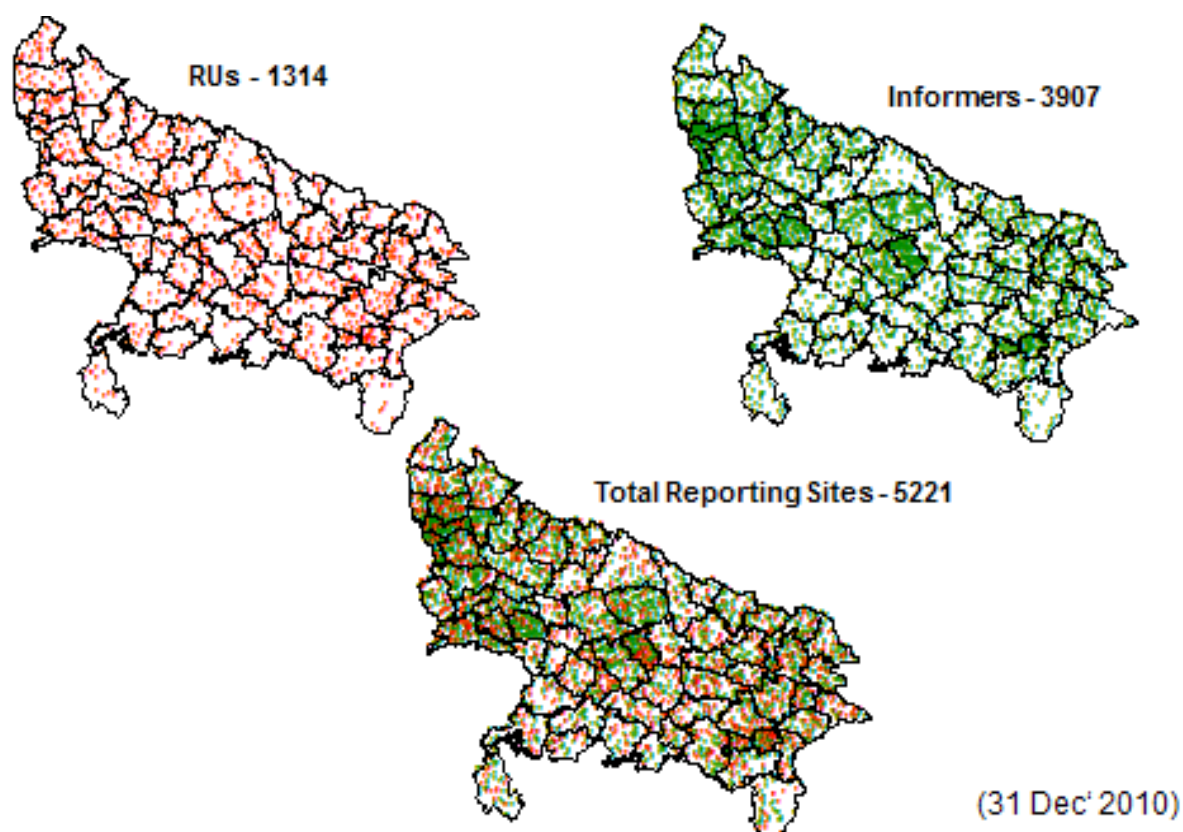 RUs - 1314
Informers - 3907
Total Reporting Sites - 5221
(31 Dec‘ 2010)